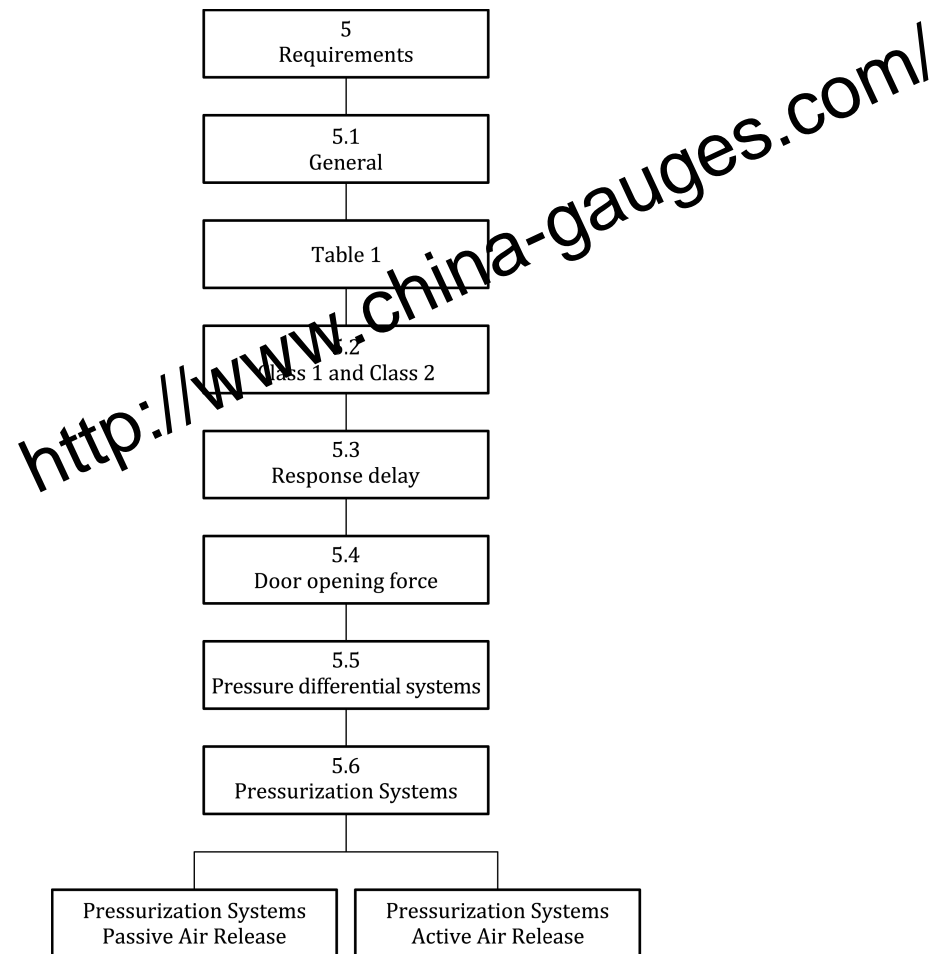 5
Requirements
5.1
General
Table 1
5.2
Class 1 and Class 2
5.3
Response delay
5.4
Door opening force
5.5
Pressure differential systems
5.6
Pressurization Systems
Pressurization Systems
Passive Air Release
Pressurization Systems
Active Air Release
http://www.china-gauges.com/